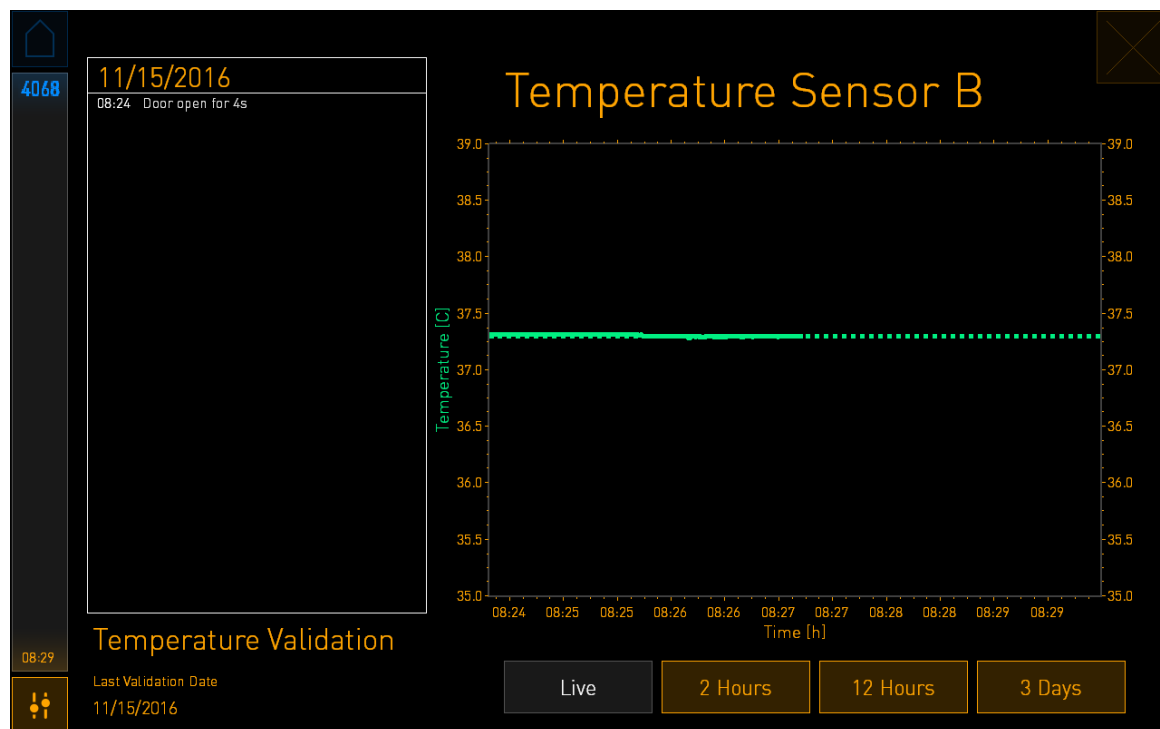 4068
08:29
11/15/2016
08:24 Door open for 4s
Temperature Validation
Last Validation Date
11/15/2016
Temperature Sensor B
39.0
38.5
38.0
37.5
37.0
36.5
36.0
35.5
35.0
Temperature [C]
39.0
38.5
38.0
37.5
37.0
36.5
36.0
35.5
35.0
08:24 08:25 08:25 08:26 08:26 08:27 08:27 08:28 08:28 08:29 08:29
Time [h]
Live 2 Hours 12 Hours 3 Days